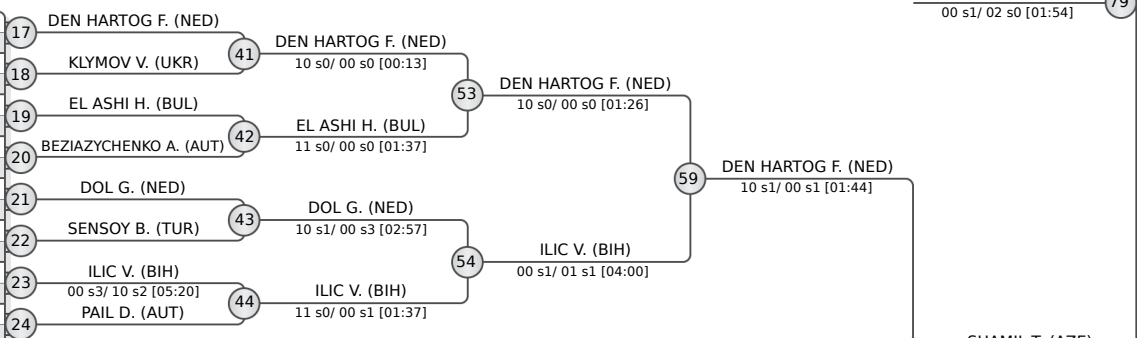 79
00 s1/ 02 s0 [01:54]
17
DEN HARTOG F. (NED)
41
DEN HARTOG F. (NED)
10 s0/ 00 s0 [00:13]
18
KLYMOV V. (UKR)
53
DEN HARTOG F. (NED)
10 s0/ 00 s0 [01:26]
19
EL ASHI H. (BUL)
42
EL ASHI H. (BUL)
11 s0/ 00 s0 [01:37]
20
BEZIAZYCHENKO A. (AUT)
59
DEN HARTOG F. (NED)
10 s1/ 00 s1 [01:44]
21
DOL G. (NED)
43
DOL G. (NED)
10 s1/ 00 s3 [02:57]
22
SENSOY B. (TUR)
54
ILIC V. (BIH)
00 s1/ 01 s1 [04:00]
23
ILIC V. (BIH)
00 s3/ 10 s2 [05:20]
44
ILIC V. (BIH)
11 s0/ 00 s1 [01:37]
24
PAIL D. (AUT)